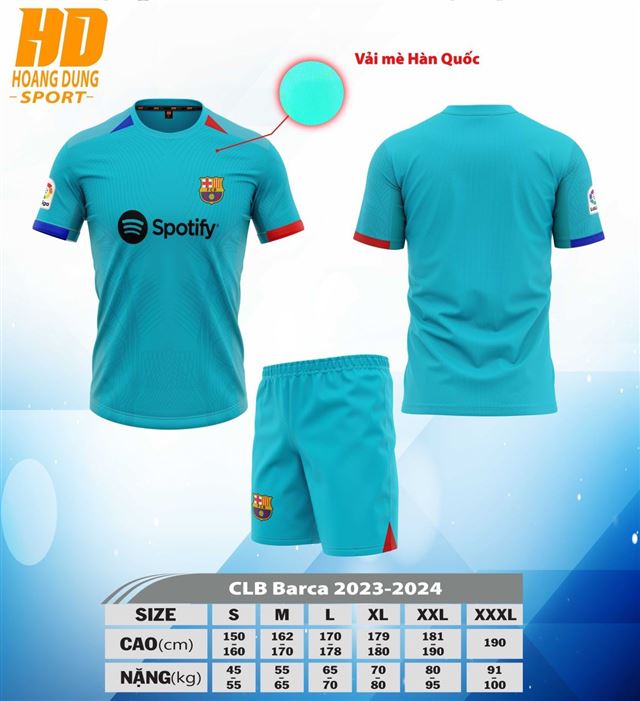 HD
HOANG DUNG
-SPORT-
Vải mè Hàn Quốc
Spotify
CLB Barca 2023-2024
SIZE S M L XL XXL XXXL
CAO(cm) 150-160 162-170 170-178 179-180 181-190 190
NẶNG(kg) 45-55 55-65 65-70 70-80 80-95 91-100